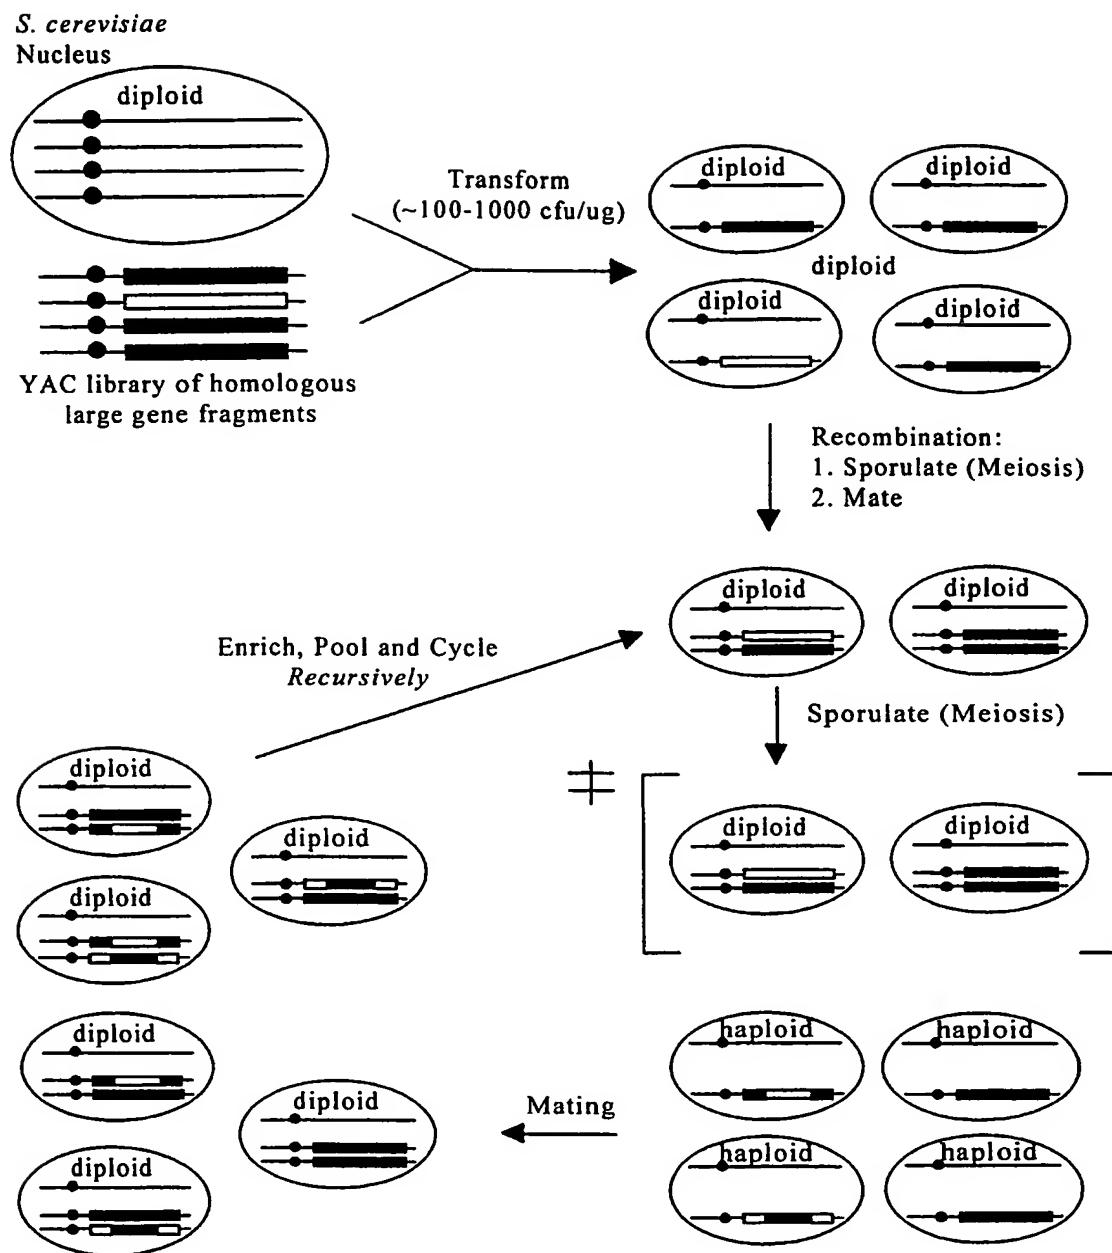 S. cerevisiae
Nucleus
diploid
Transform
(~100-1000 cfu/ug)
YAC library of homologous
large gene fragments
diploid
diploid
diploid
diploid
diploid
Recombination:
1. Sporulate (Meiosis)
2. Mate
diploid
diploid
Enrich, Pool and Cycle
Recursively
Sporulate (Meiosis)
diploid
diploid
haploid
haploid
haploid
haploid
Mating
diploid
diploid
diploid
diploid
diploid
diploid